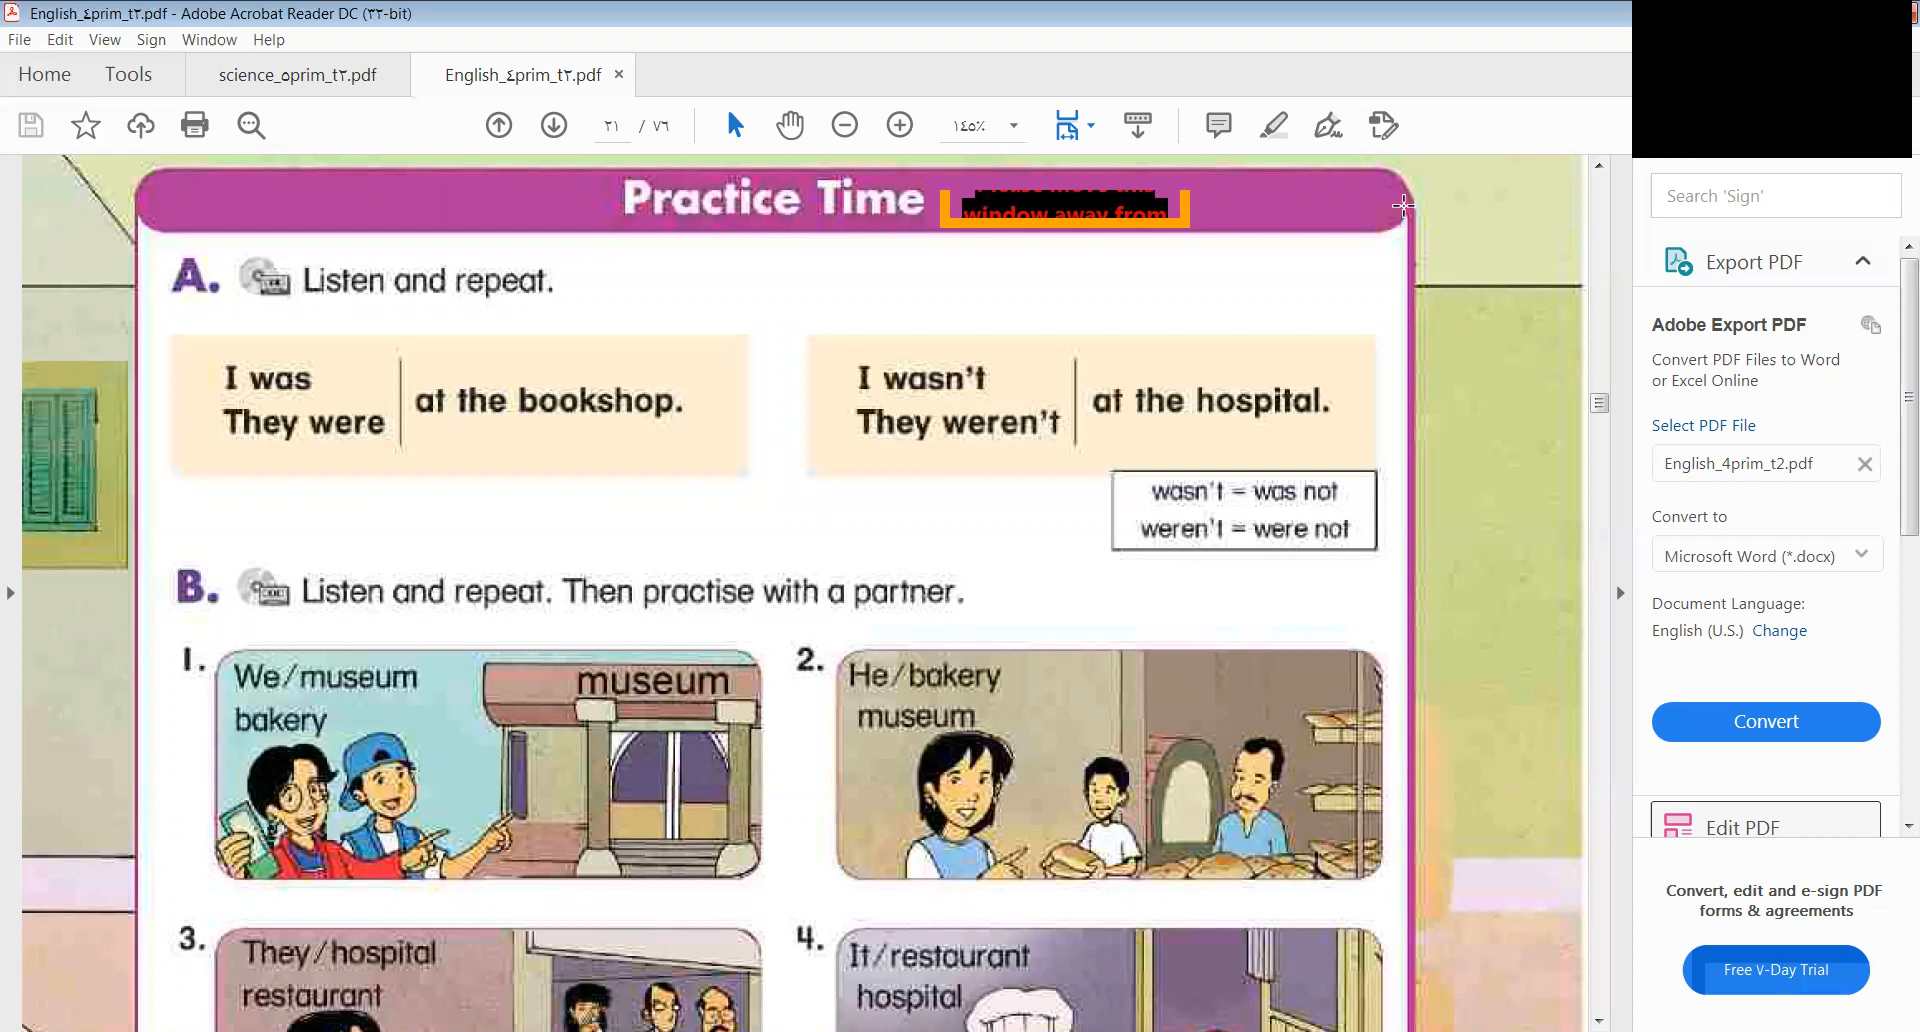 English_٤prim_t٢.pdf - Adobe Acrobat Reader DC (٣٢-bit)
File Edit View Sign Window Help
Home Tools science_٥prim_t٢.pdf English_٤prim_t٢.pdf ×
٢١ / ٧٦ ١٤٥٪
Practice Time
window away from
A. Listen and repeat.
I was
They were
at the bookshop.
I wasn't
They weren't
at the hospital.
wasn't = was not
weren't = were not
B. Listen and repeat. Then practise with a partner.
1. We/museum
bakery
museum
2. He/bakery
museum
3. They/hospital
restaurant
4. It/restaurant
hospital
Search 'Sign'
Export PDF
Adobe Export PDF
Convert PDF Files to Word
or Excel Online
Select PDF File
English_4prim_t2.pdf
Convert to
Microsoft Word (*.docx)
Document Language:
English (U.S.) Change
Convert
Edit PDF
Convert, edit and e-sign PDF
forms & agreements
Free V-Day Trial